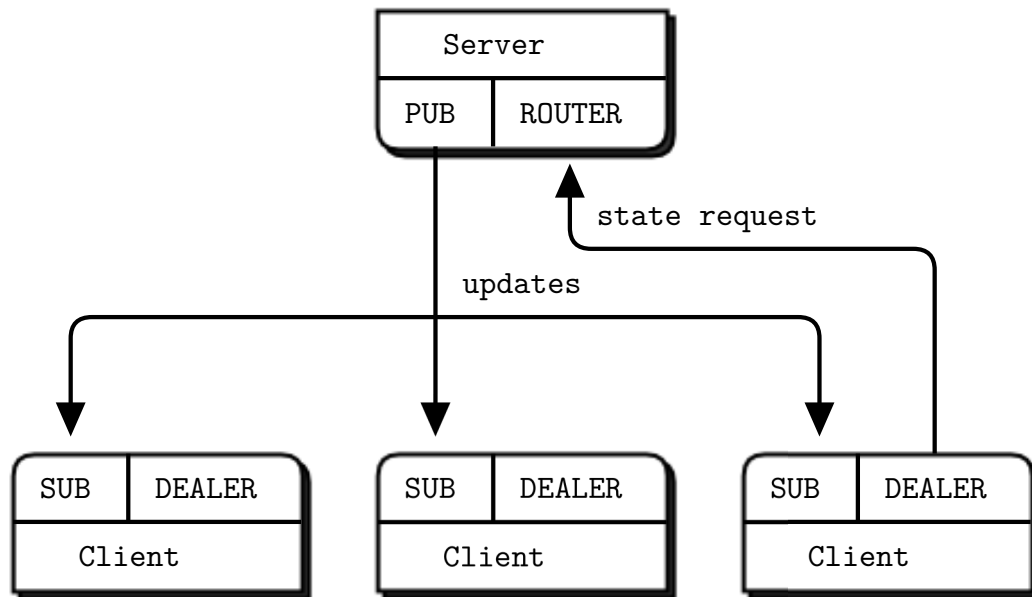 Server
PUB ROUTER
state request
updates
SUB DEALER SUB DEALER SUB DEALER
Client Client Client